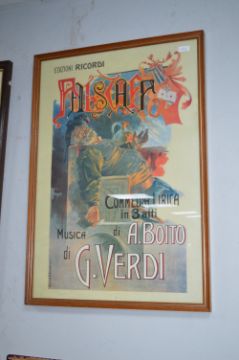 EDIZIONI RICORDI
FALSTAFF
COMMEDIA LIRICA
in 3 atti
di A. BOITO
MUSICA
di G. VERDI